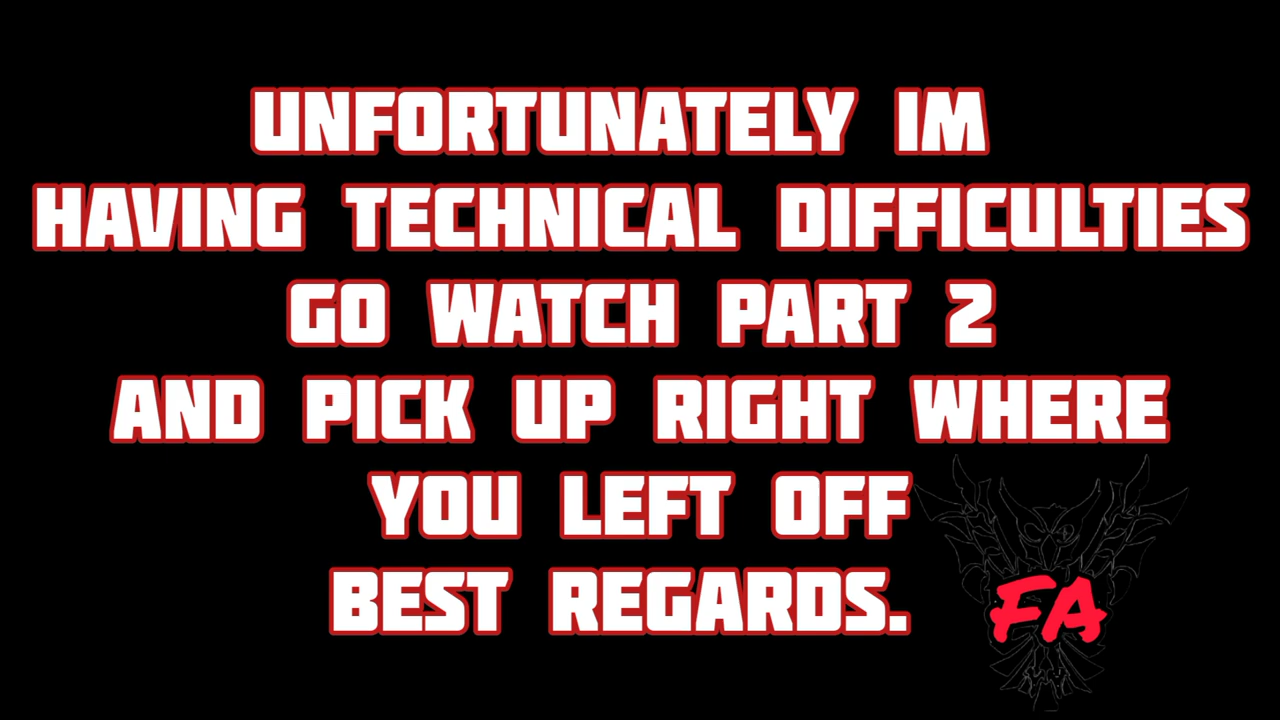 UNFORTUNATELY IM
HAVING TECHNICAL DIFFICULTIES
GO WATCH PART 2
AND PICK UP RIGHT WHERE
YOU LEFT OFF
BEST REGARDS.
FA